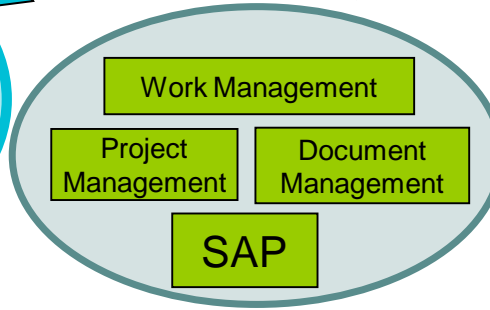 Work Management
Project
Management
Document
Management
SAP